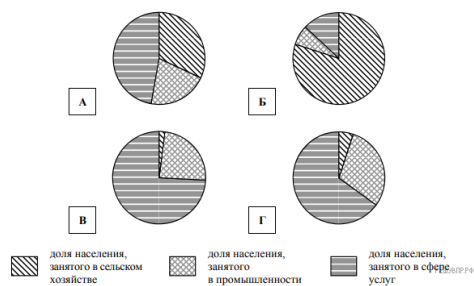 А
Б
В
Г
доля населения,
занятого в сельском
хозяйстве
доля населения,
занятого
в промышленности
доля населения,
занятого в сфере
услуг